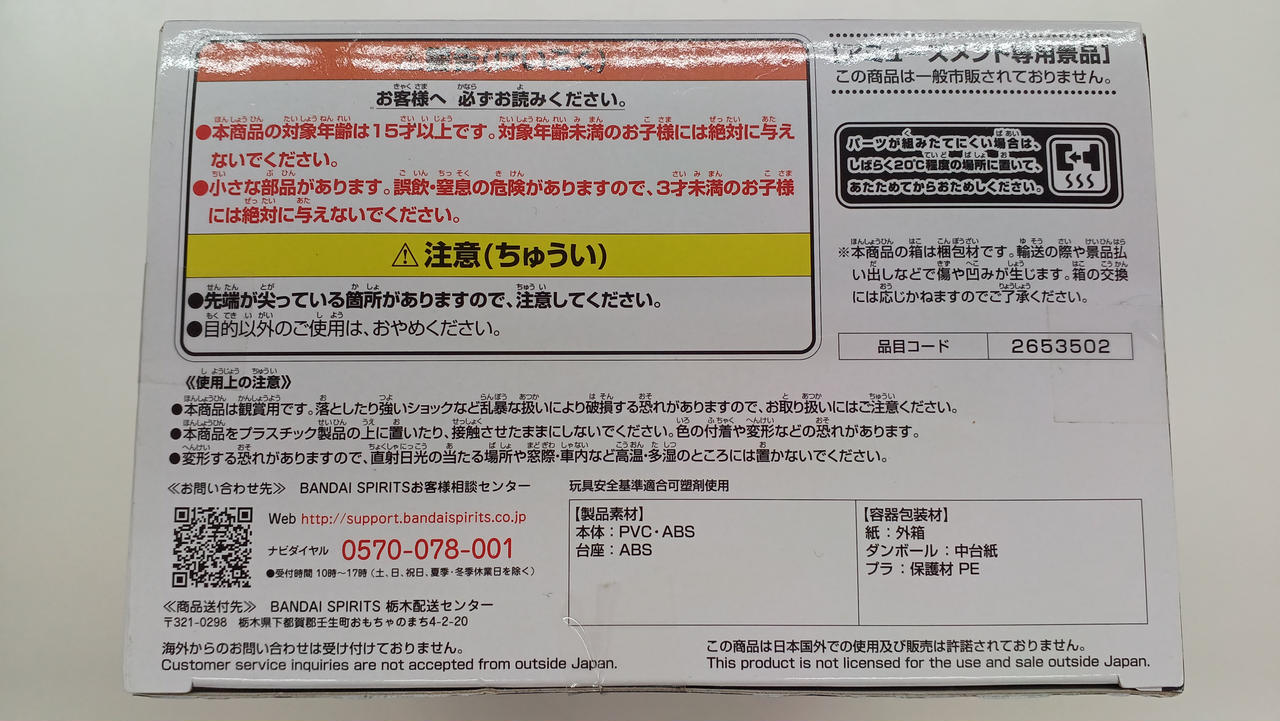 警告(けいこく)
お客様へ 必ずお読みください。
●本商品の対象年齢は15才以上です。対象年齢未満のお子様には絶対に与え
ないでください。
●小さな部品があります。誤飲・窒息の危険がありますので、3才未満のお子様
には絶対に与えないでください。
⚠注意(ちゅうい)
●先端が尖っている箇所がありますので、注意してください。
●目的以外のご使用は、おやめください。
[アミューズメント専用景品]
この商品は一般市販されておりません。
パーツが組みたてにくい場合は、
しばらく20℃程度の場所に置いて、
あたためてからおためしください。
※本商品の箱は梱包材です。輸送の際や景品払
い出しなどで傷や凹みが生じます。箱の交換
には応じかねますのでご了承ください。
品目コード 2653502
《使用上の注意》
●本商品は観賞用です。落としたり強いショックなど乱暴な扱いにより破損する恐れがありますので、お取り扱いにはご注意ください。
●本商品をプラスチック製品の上に置いたり、接触させたままにしないでください。色の付着や変形などの恐れがあります。
●変形する恐れがありますので、直射日光の当たる場所や窓際・車内など高温・多湿のところには置かないでください。
≪お問い合わせ先≫ BANDAI SPIRITSお客様相談センター
Web http://support.bandaispirits.co.jp
ナビダイヤル 0570-078-001
●受付時間 10時〜17時(土、日、祝日、夏季・冬季休業日を除く)
≪商品送付先≫ BANDAI SPIRITS 栃木配送センター
〒321-0298 栃木県下都賀郡壬生町おもちゃのまち4-2-20
玩具安全基準適合可塑剤使用
【製品素材】
本体:PVC・ABS
台座:ABS
【容器包装材】
紙:外箱
ダンボール:中台紙
プラ:保護材 PE
海外からのお問い合わせは受け付けておりません。
Customer service inquiries are not accepted from outside Japan.
この商品は日本国外での使用及び販売は許諾されておりません。
This product is not licensed for the use and sale outside Japan.